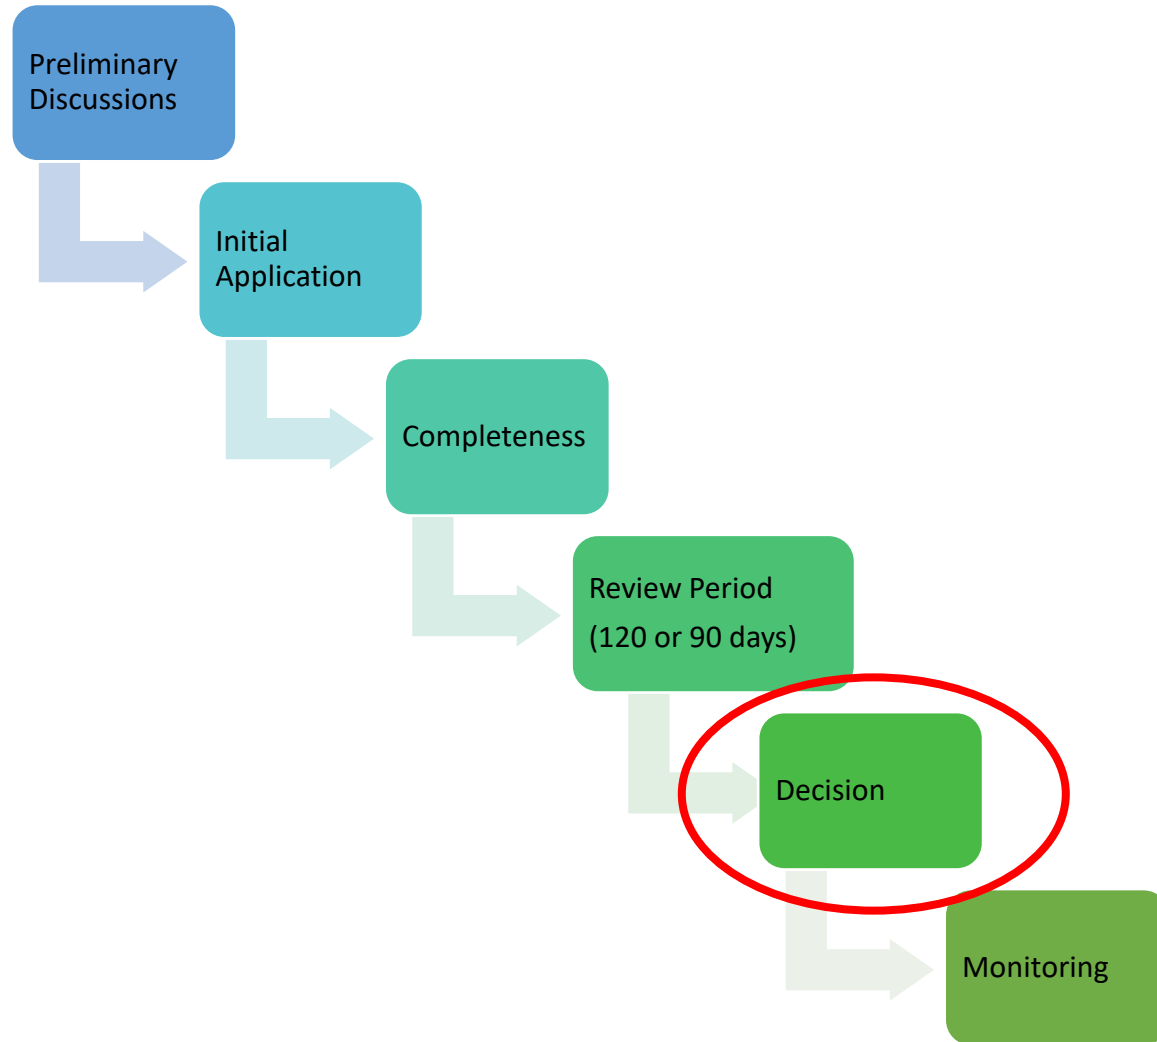 Preliminary
Discussions
Initial
Application
Completeness
Review Period
(120 or 90 days)
Decision
Monitoring